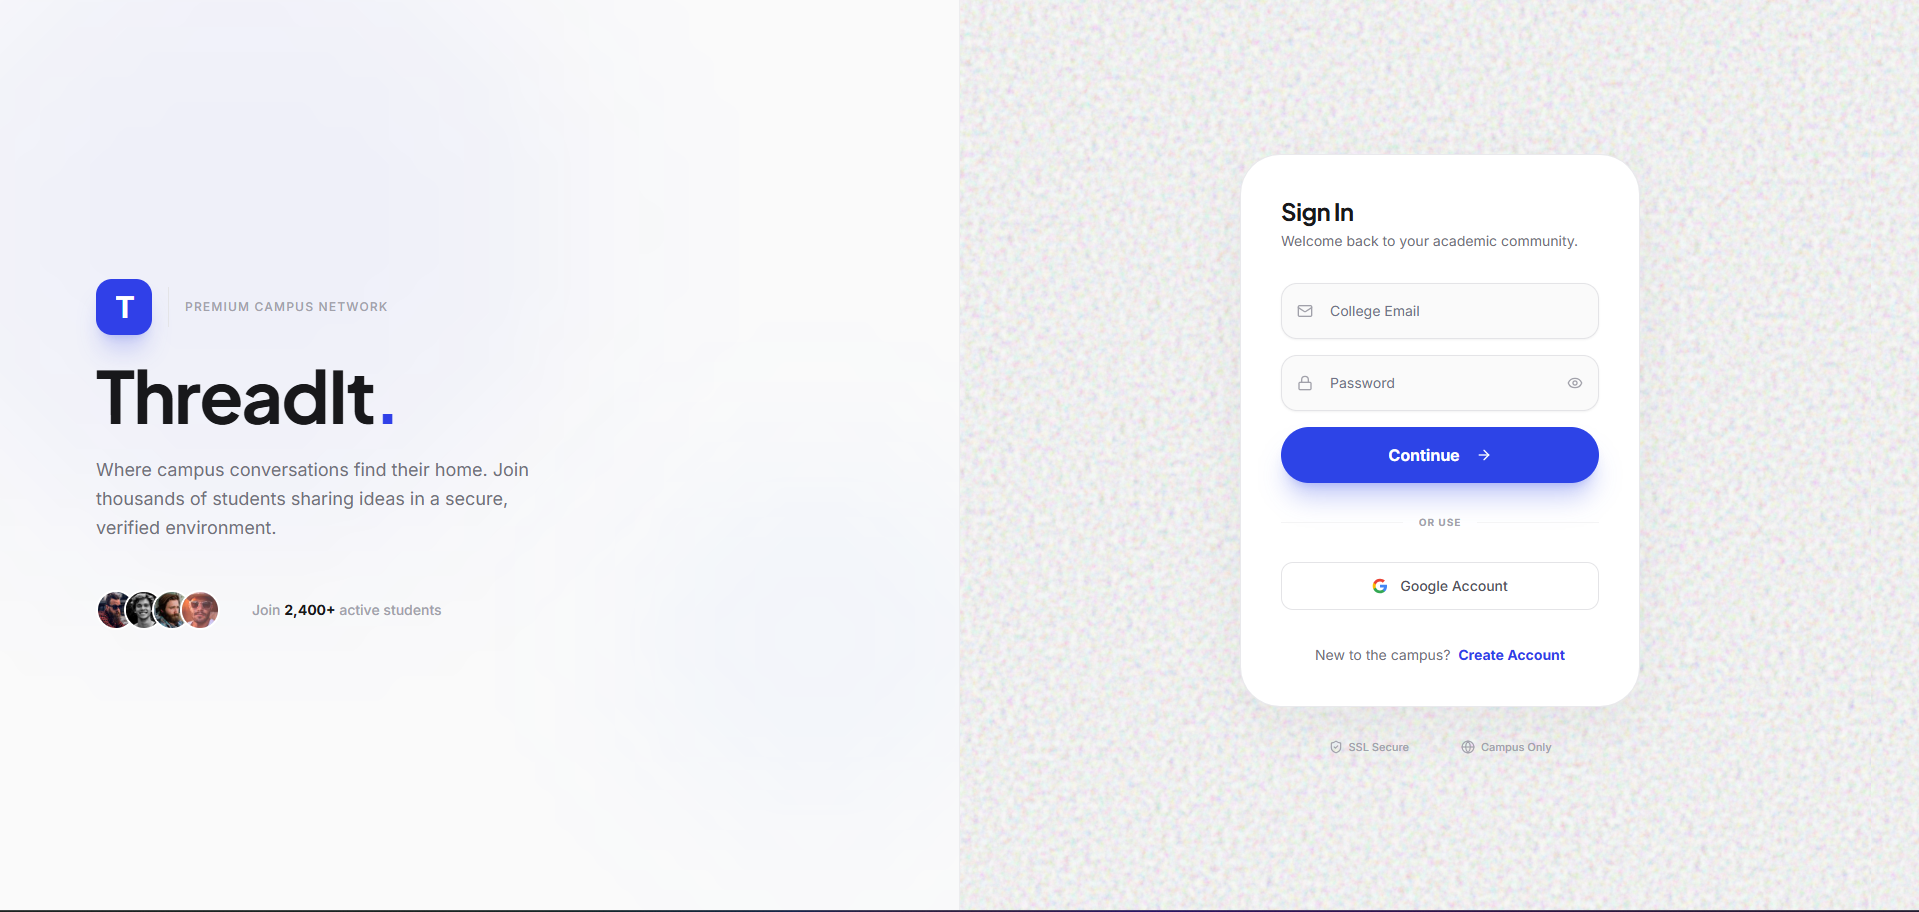 T
PREMIUM CAMPUS NETWORK
ThreadIt.
Where campus conversations find their home. Join
thousands of students sharing ideas in a secure,
verified environment.
Join 2,400+ active students
Sign In
Welcome back to your academic community.
College Email
Password
Continue
OR USE
Google Account
New to the campus? Create Account
SSL Secure
Campus Only